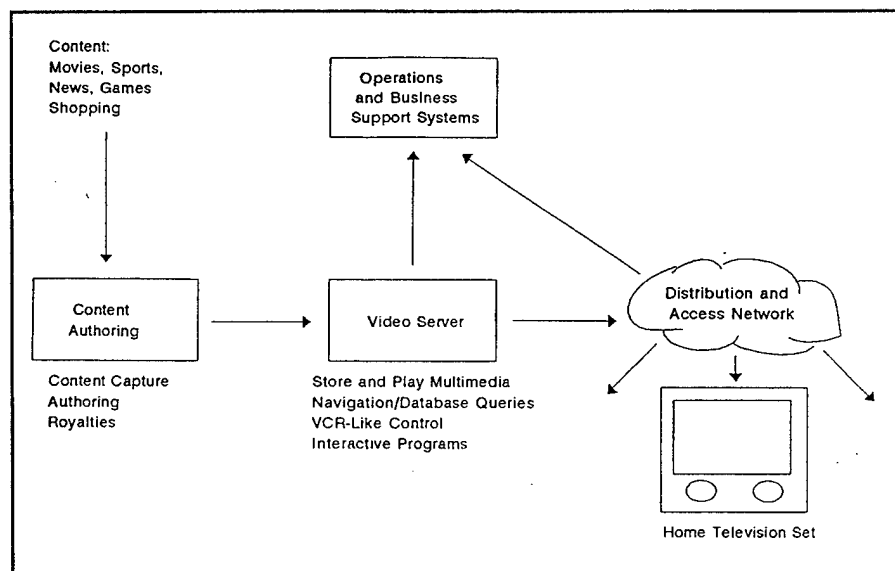 Content:
Movies, Sports,
News, Games
Shopping
Operations
and Business
Support Systems
Content
Authoring
Content Capture
Authoring
Royalties
Video Server
Store and Play Multimedia
Navigation/Database Queries
VCR-Like Control
Interactive Programs
Distribution and
Access Network
Home Television Set